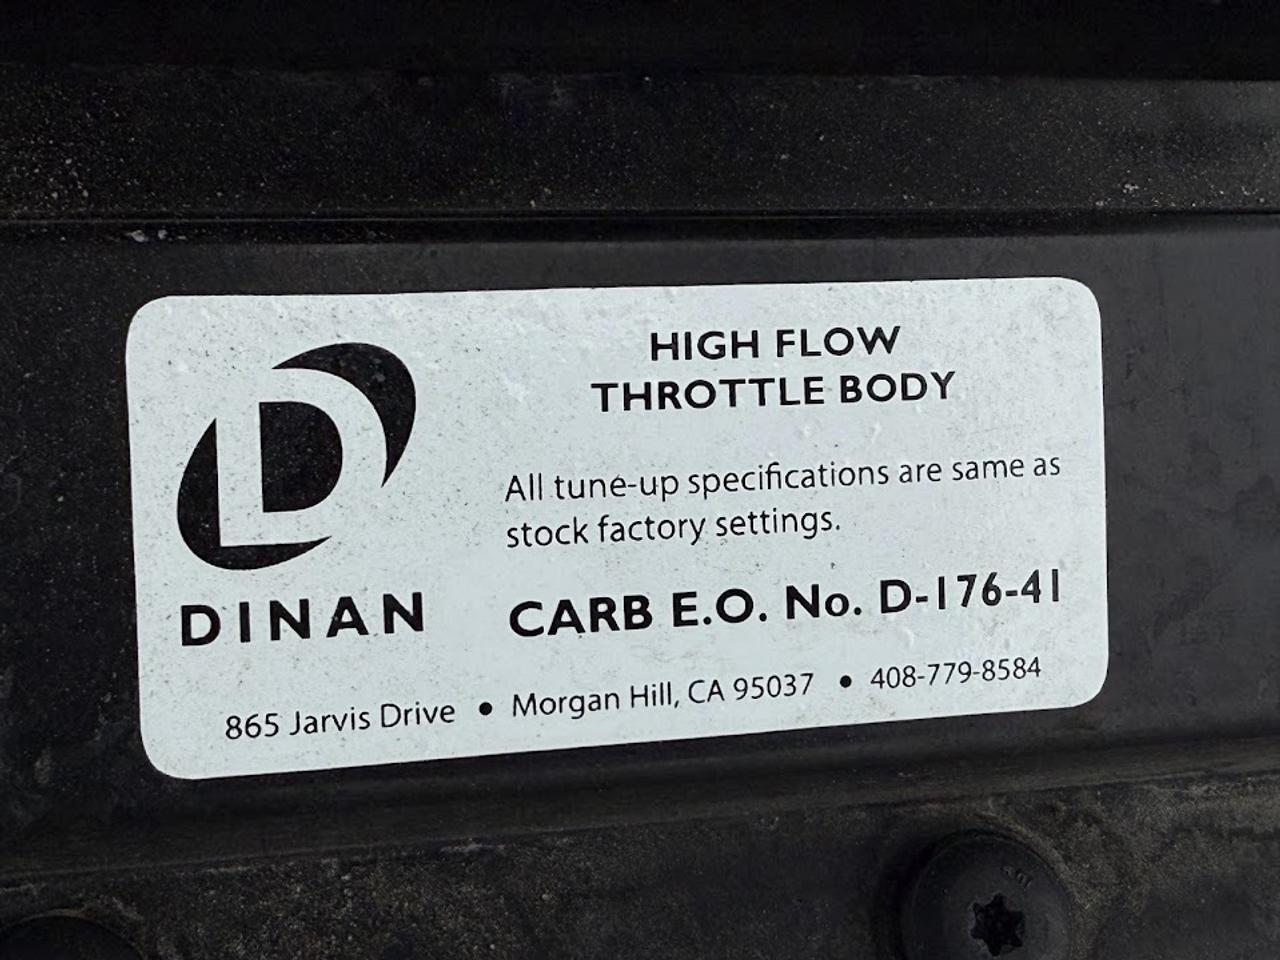 HIGH FLOW
THROTTLE BODY
All tune-up specifications are same as
stock factory settings.
D
DINAN
CARB E.O. No. D-176-41
865 Jarvis Drive • Morgan Hill, CA 95037 • 408-779-8584